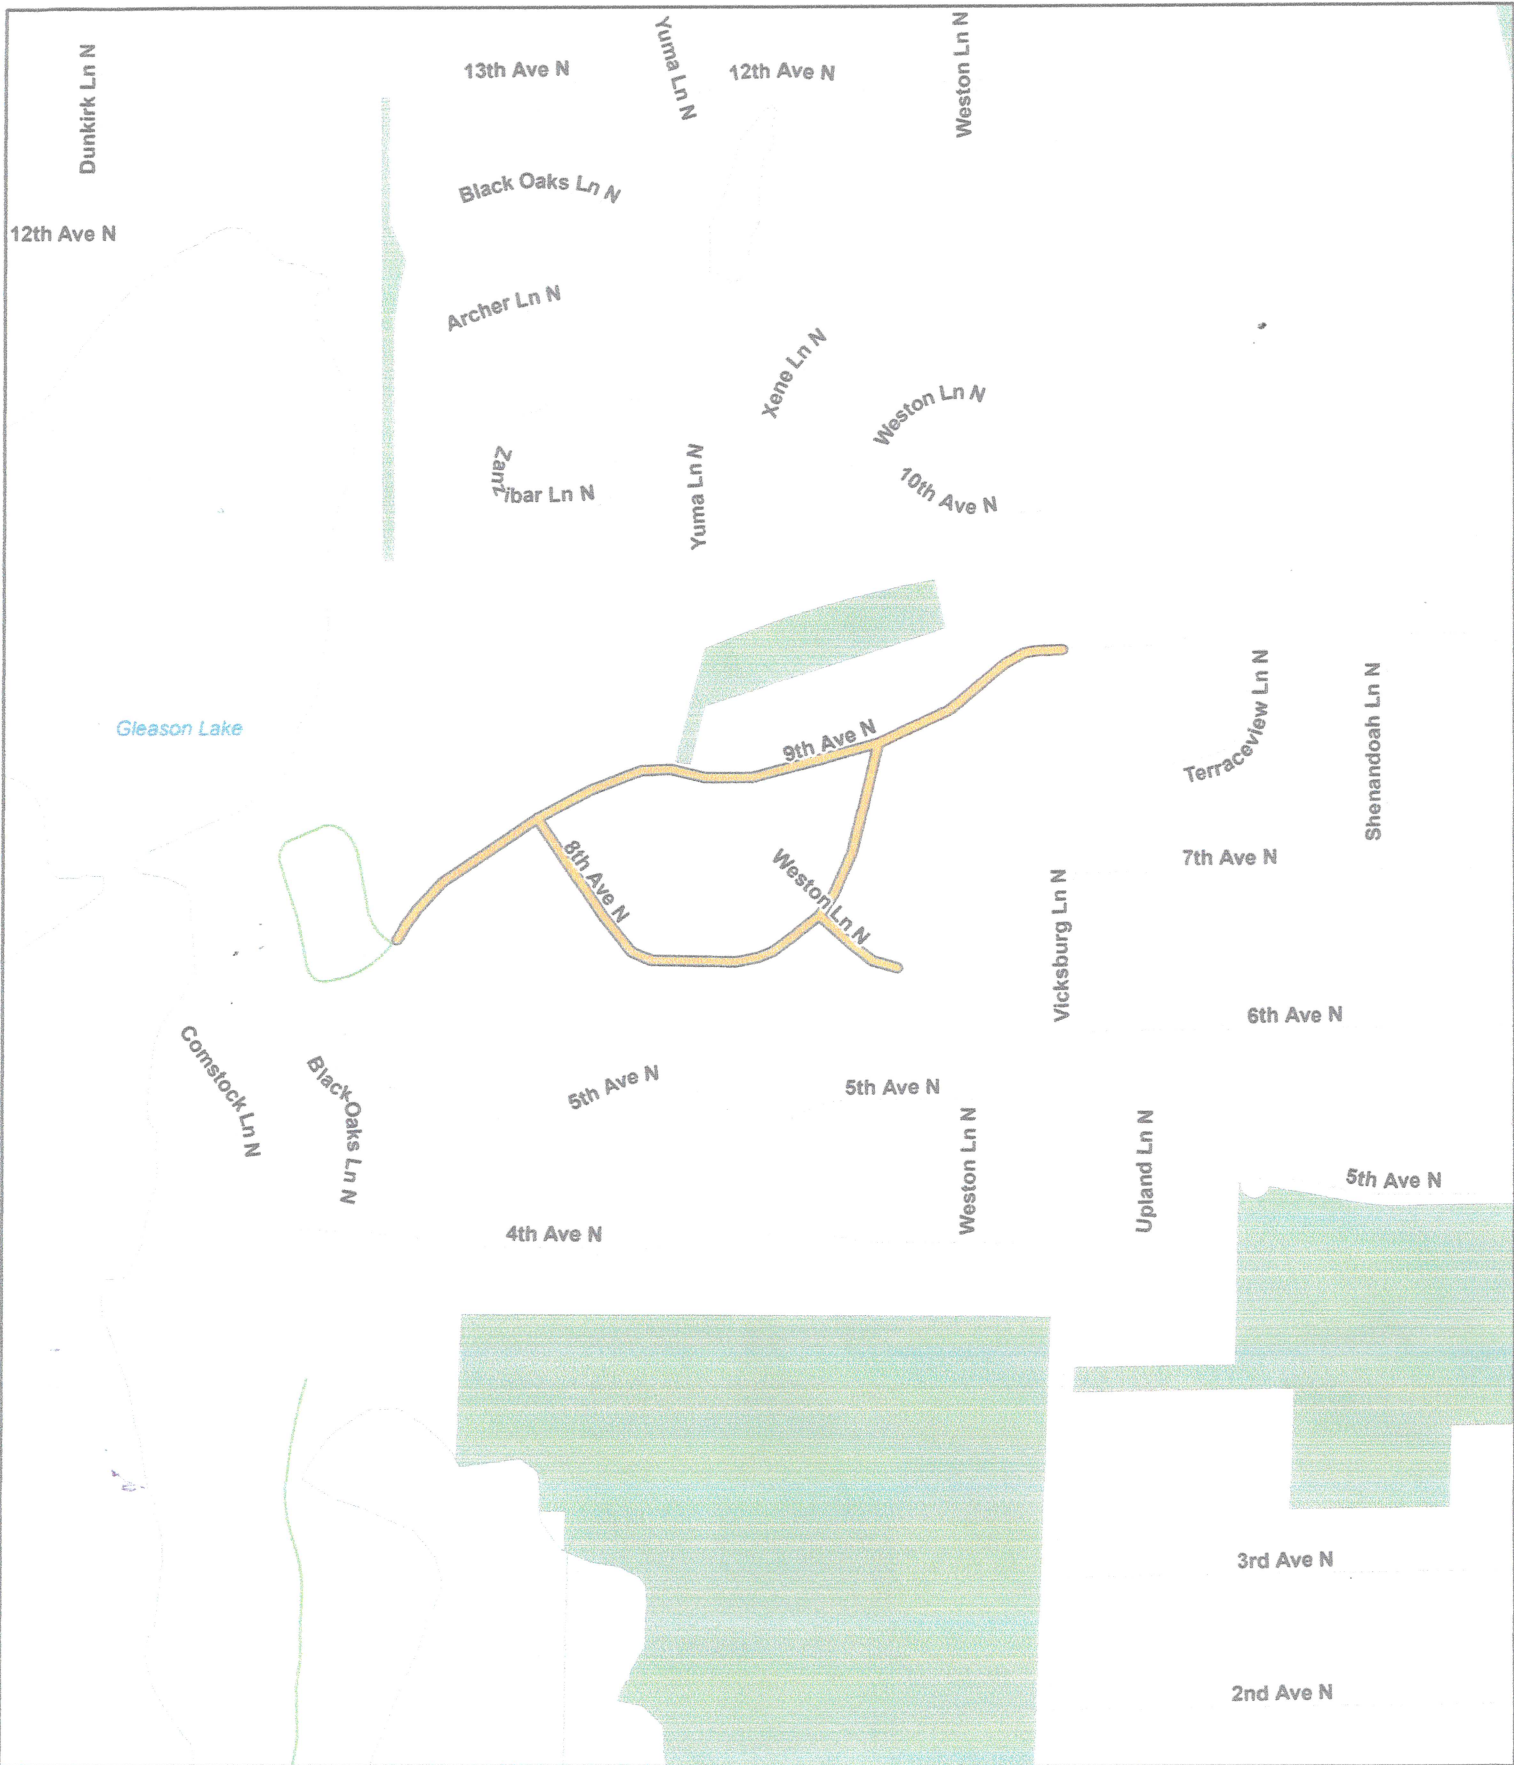 Dunkirk Ln N
13th Ave N
Yuma Ln N
12th Ave N
Weston Ln N
Black Oaks Ln N
12th Ave N
Archer Ln N
Xene Ln N
Weston Ln N
Zanzibar Ln N
Yuma Ln N
10th Ave N
Gleason Lake
9th Ave N
Terraceview Ln N
Shenandoah Ln N
8th Ave N
Weston Ln N
7th Ave N
Vicksburg Ln N
6th Ave N
Comstock Ln N
Black Oaks Ln N
5th Ave N
5th Ave N
Weston Ln N
Upland Ln N
5th Ave N
4th Ave N
3rd Ave N
2nd Ave N